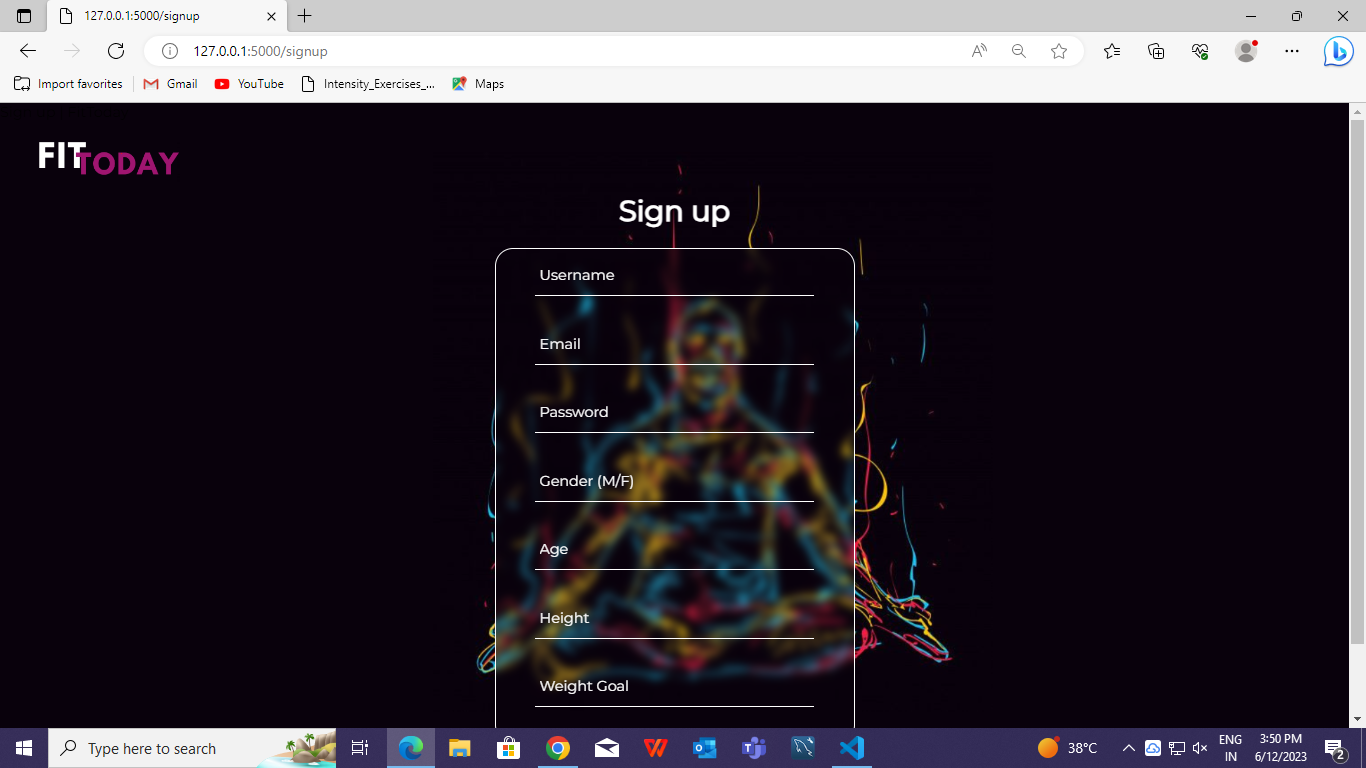 127.0.0.1:5000/signup
127.0.0.1:5000/signup
Import favorites
Gmail
YouTube
Intensity_Exercises_...
Maps
FIT
TODAY
Sign up
Username
Email
Password
Gender (M/F)
Age
Height
Weight Goal
Type here to search
38°C
ENG
IN
3:50 PM
6/12/2023
2